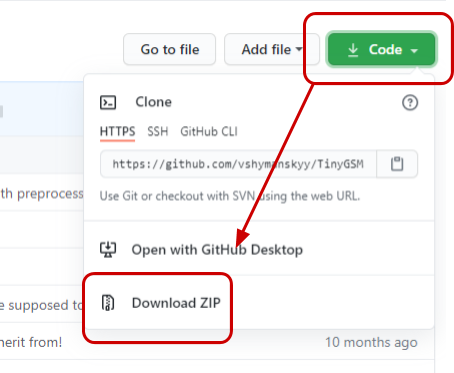 Go to file
Add file
Code
Clone
HTTPS SSH GitHub CLI
https://github.com/vshymanskyy/TinyGSM
Use Git or checkout with SVN using the web URL.
th preprocess
Open with GitHub Desktop
Download ZIP
e supposed to
herit from!
10 months ago